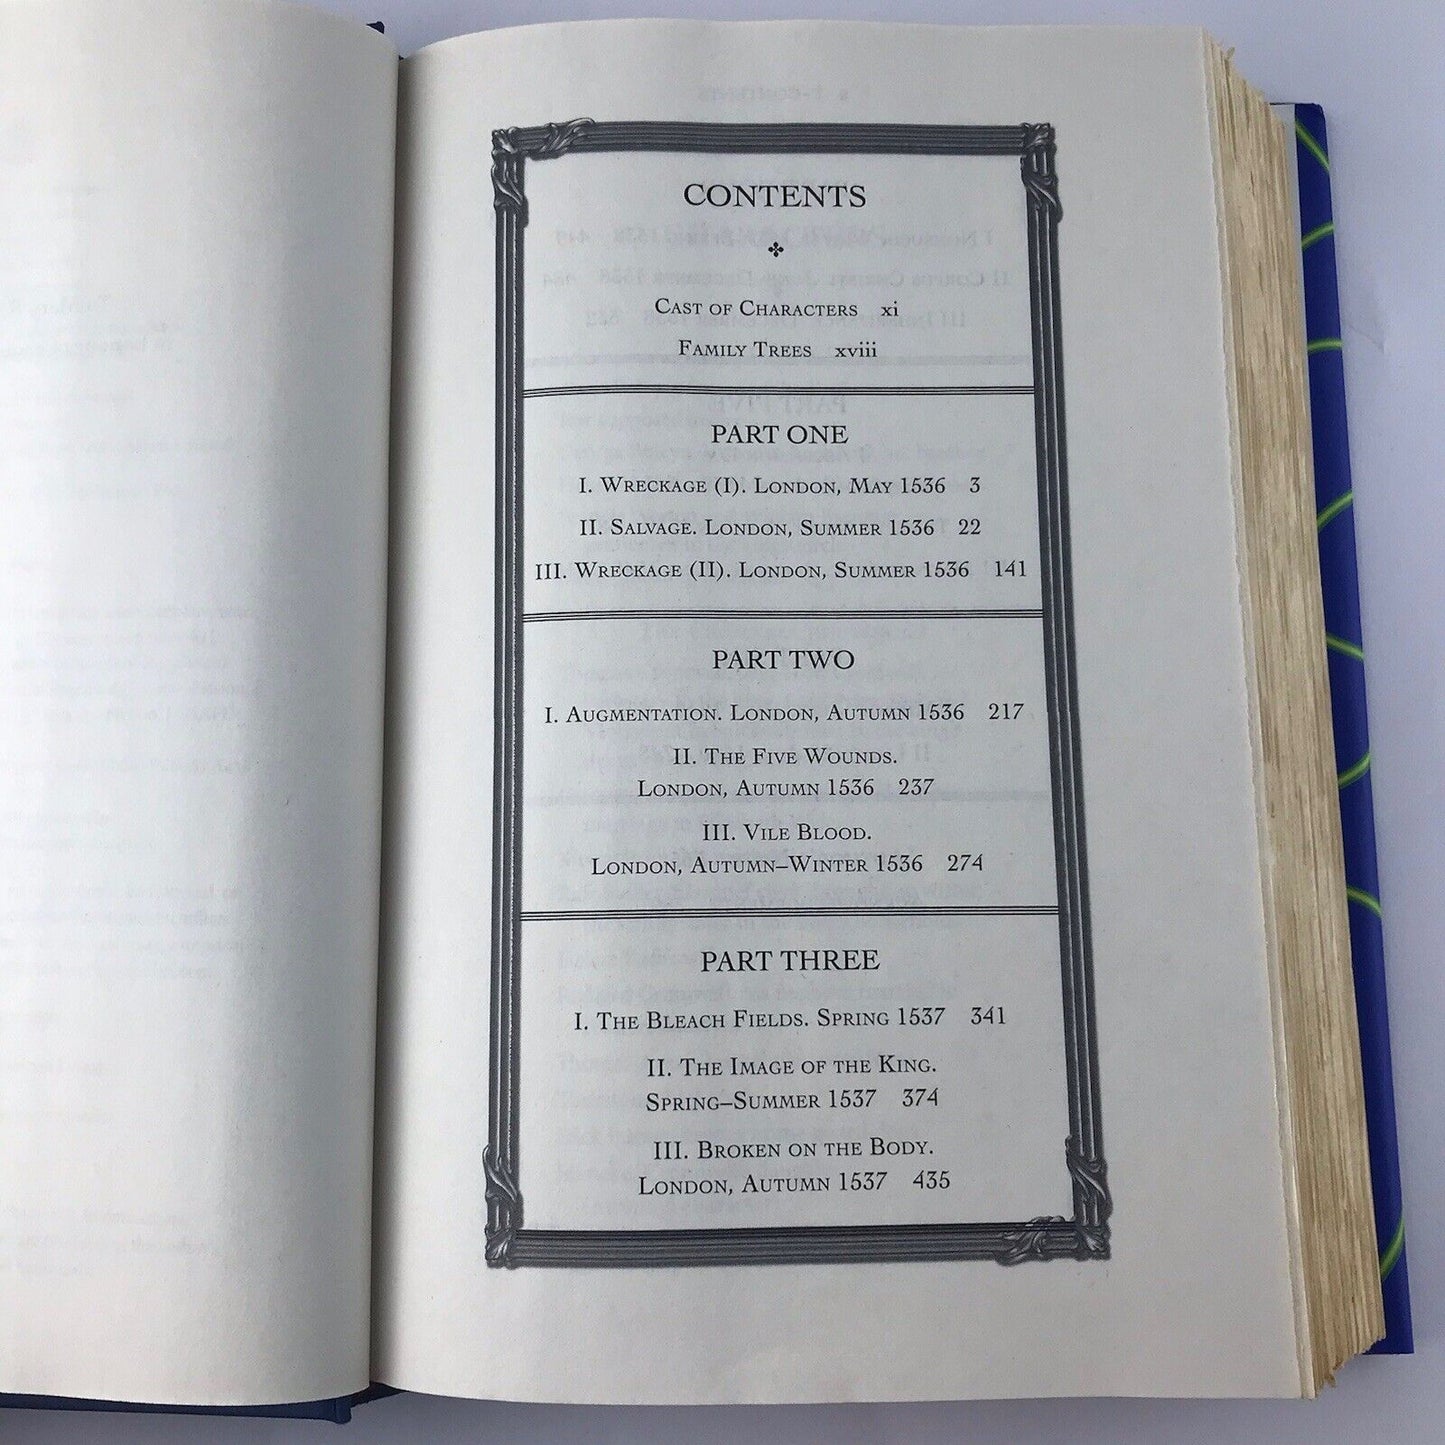 CONTENTS
Cast of Characters xi
Family Trees xviii
PART ONE
I. Wreckage (I). London, May 1536 3
II. Salvage. London, Summer 1536 22
III. Wreckage (II). London, Summer 1536 141
PART TWO
I. Augmentation. London, Autumn 1536 217
II. The Five Wounds.
London, Autumn 1536 237
III. Vile Blood.
London, Autumn–Winter 1536 274
PART THREE
I. The Bleach Fields. Spring 1537 341
II. The Image of the King.
Spring–Summer 1537 374
III. Broken on the Body.
London, Autumn 1537 435